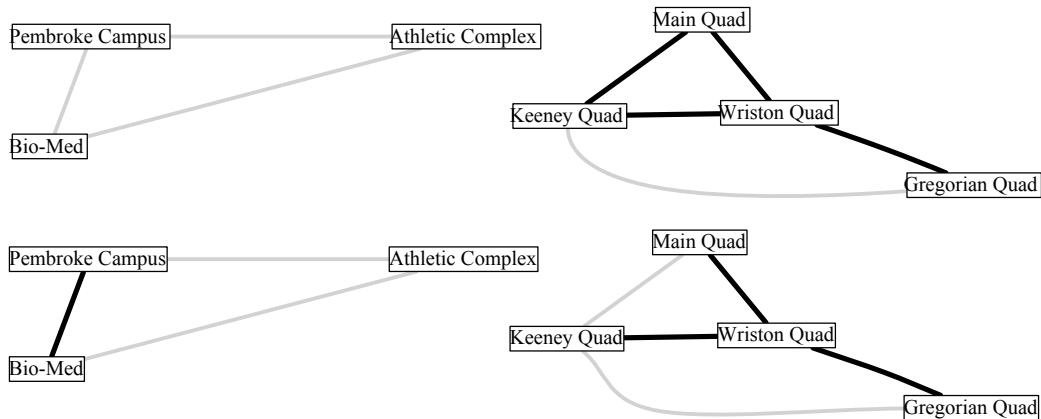 Main Quad
Pembroke Campus
Athletic Complex
Keeney Quad
Wriston Quad
Bio-Med
Gregorian Quad
Main Quad
Pembroke Campus
Athletic Complex
Keeney Quad
Wriston Quad
Bio-Med
Gregorian Quad